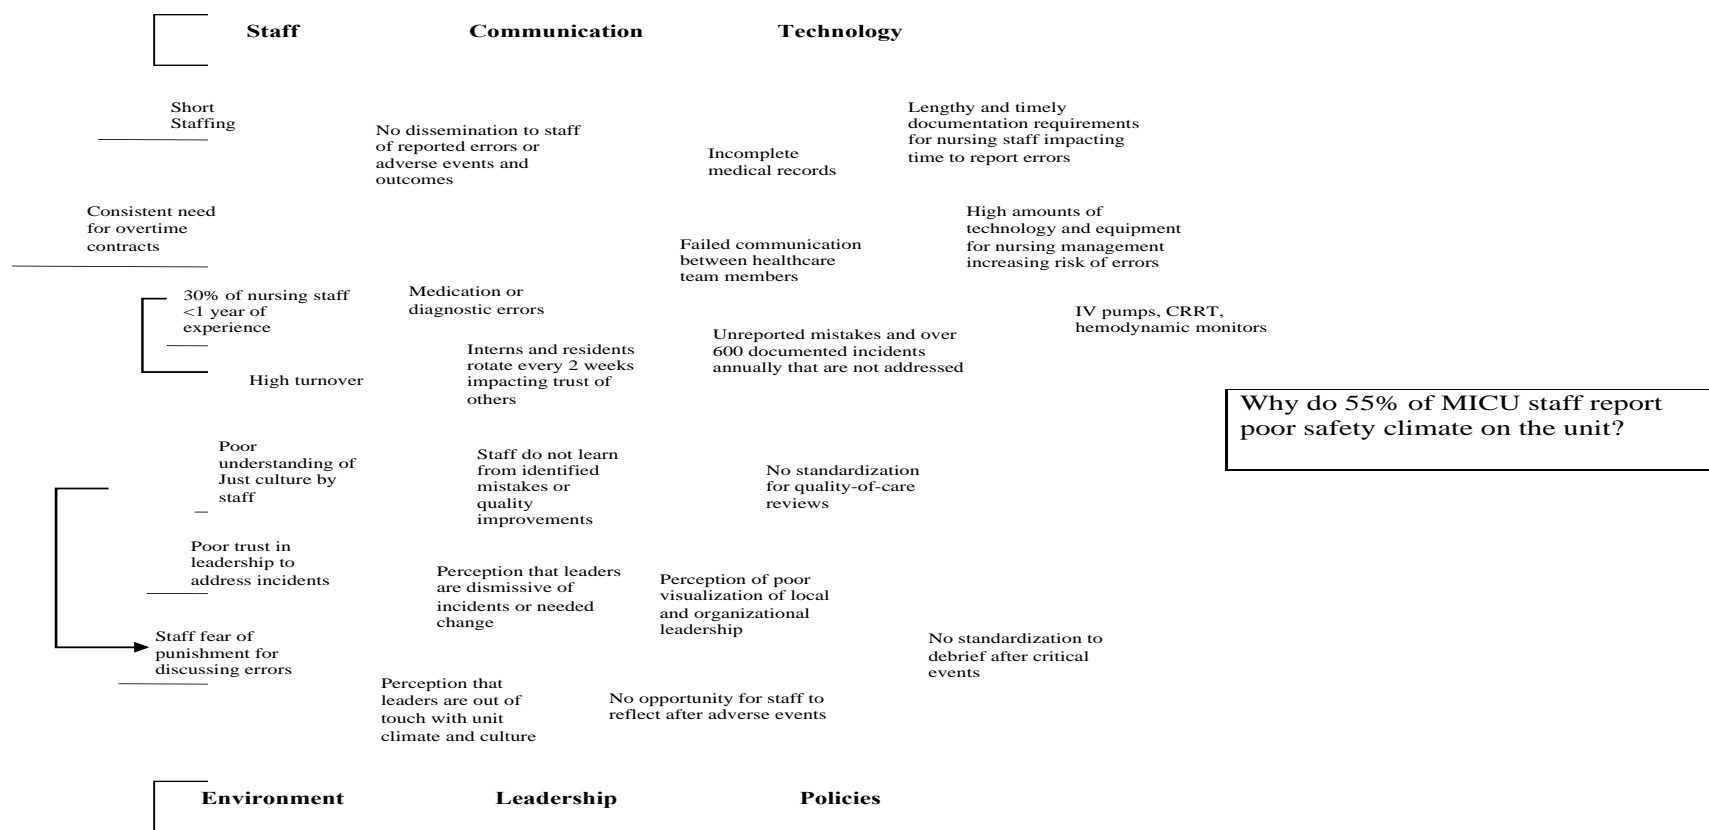 Staff
Communication
Technology
Short
Staffing
No dissemination to staff
of reported errors or
adverse events and
outcomes
Incomplete
medical records
Lengthy and timely
documentation requirements
for nursing staff impacting
time to report errors
Consistent need
for overtime
contracts
Failed communication
between healthcare
team members
High amounts of
technology and equipment
for nursing management
increasing risk of errors
30% of nursing staff
<1 year of
experience
Medication or
diagnostic errors
IV pumps, CRRT,
hemodynamic monitors
Interns and residents
rotate every 2 weeks
impacting trust of
others
Unreported mistakes and over
600 documented incidents
annually that are not addressed
High turnover
Why do 55% of MICU staff report
poor safety climate on the unit?
Poor
understanding of
Just culture by
staff
Staff do not learn
from identified
mistakes or
quality
improvements
No standardization
for quality-of-care
reviews
Poor trust in
leadership to
address incidents
Perception that leaders
are dismissive of
incidents or needed
change
Perception of poor
visualization of local
and organizational
leadership
Staff fear of
punishment for
discussing errors
No standardization to
debrief after critical
events
Perception that
leaders are out of
touch with unit
climate and culture
No opportunity for staff to
reflect after adverse events
Environment
Leadership
Policies